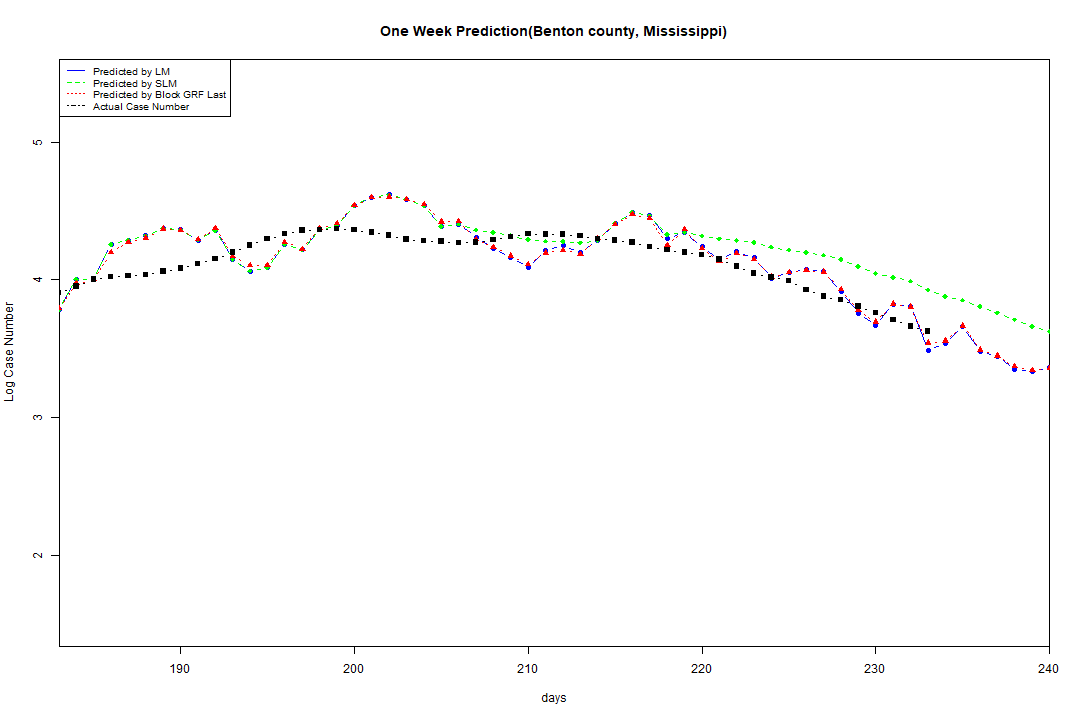 One Week Prediction(Benton county, Mississippi)
Predicted by LM
Predicted by SLM
Predicted by Block GRF Last
Actual Case Number
5
4
3
2
Log Case Number
190 200 210 220 230 240
days